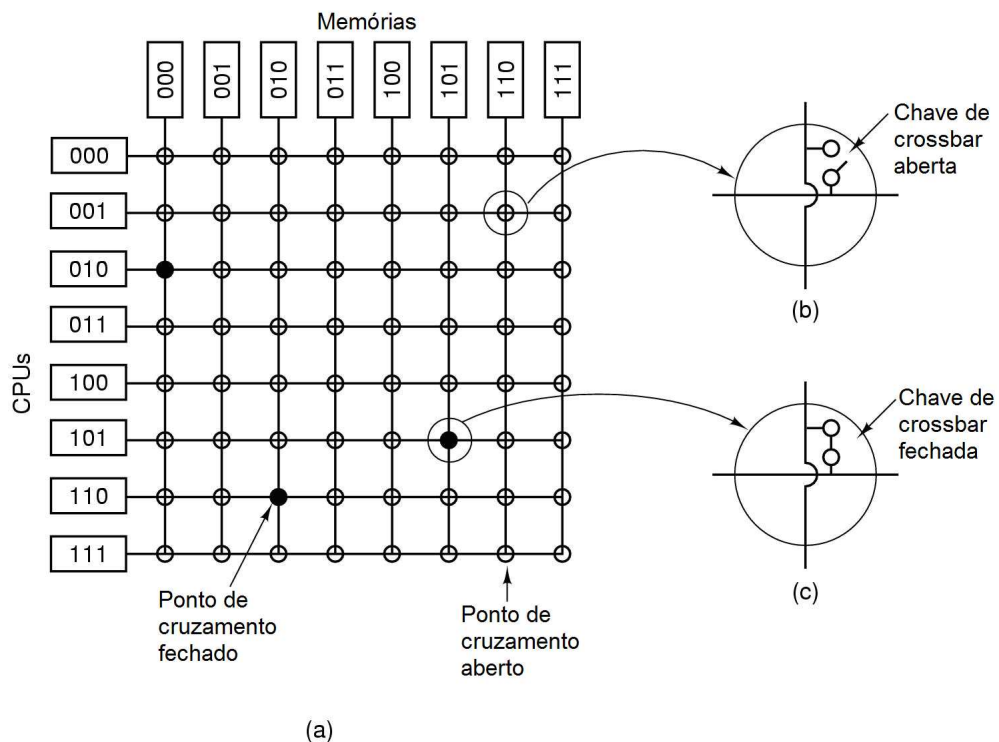 Memórias
000
001
010
011
100
101
110
111
CPUs
000
001
010
011
100
101
110
111
Ponto de
cruzamento
fechado
Ponto de
cruzamento
aberto
(a)
Chave de
crossbar
aberta
(b)
Chave de
crossbar
fechada
(c)